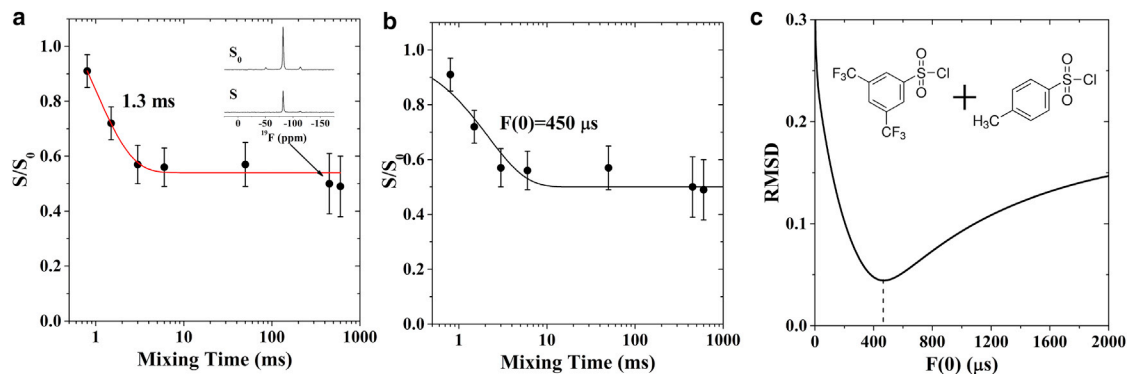 a
S/S0
1.0
0.8
0.6
0.4
0.2
0.0
1.3 ms
S0
S
0 -50 -100 -150
19F (ppm)
1 10 100 1000
Mixing Time (ms)
b
S/S0
1.0
0.8
0.6
0.4
0.2
0.0
F(0)=450 μs
1 10 100 1000
Mixing Time (ms)
c
RMSD
0.3
0.2
0.1
0.0
CF3
O
S
O
Cl
CF3
+
H3C
O
S
O
Cl
0 400 800 1200 1600 2000
F(0) (μs)